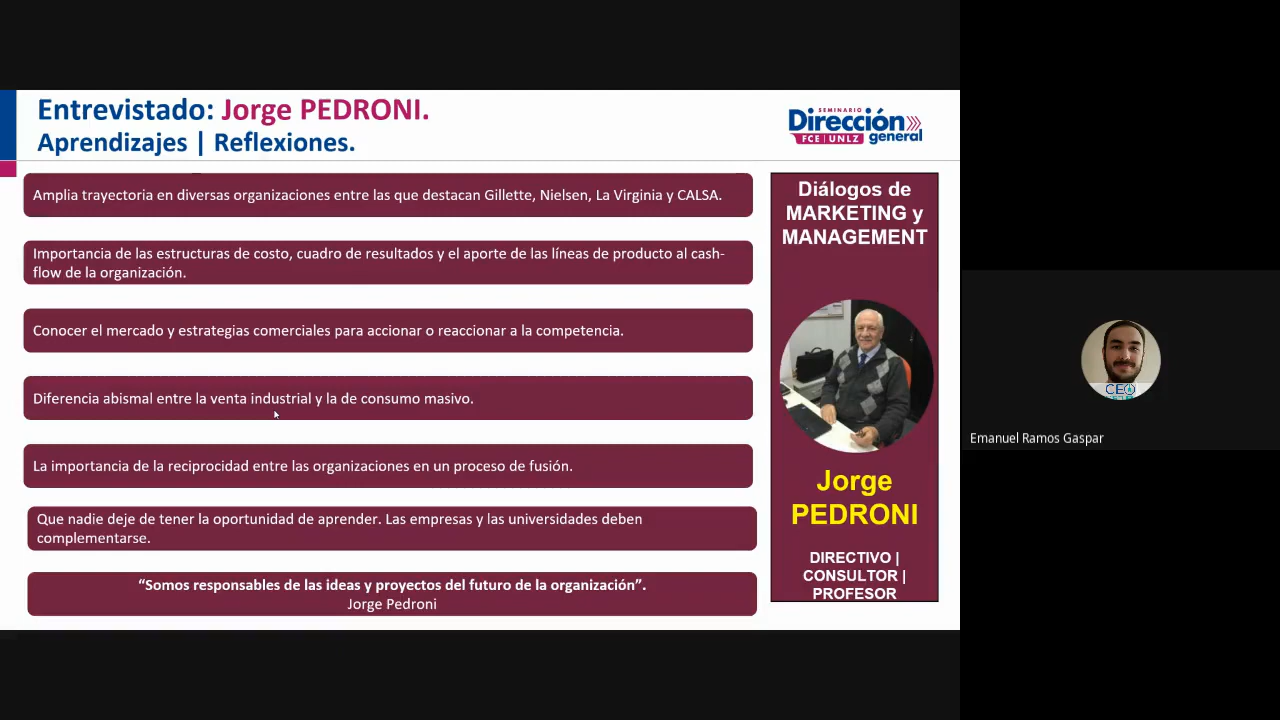 Entrevistado: Jorge PEDRONI.
Aprendizajes | Reflexiones.
SEMINARIO
Dirección
FCE | UNLZ general
Amplia trayectoria en diversas organizaciones entre las que destacan Gillette, Nielsen, La Virginia y CALSA.
Importancia de las estructuras de costo, cuadro de resultados y el aporte de las líneas de producto al cash-
flow de la organización.
Conocer el mercado y estrategias comerciales para accionar o reaccionar a la competencia.
Diferencia abismal entre la venta industrial y la de consumo masivo.
La importancia de la reciprocidad entre las organizaciones en un proceso de fusión.
Que nadie deje de tener la oportunidad de aprender. Las empresas y las universidades deben
complementarse.
“Somos responsables de las ideas y proyectos del futuro de la organización”.
Jorge Pedroni
Diálogos de
MARKETING y
MANAGEMENT
Jorge
PEDRONI
DIRECTIVO |
CONSULTOR |
PROFESOR
CEO
Emanuel Ramos Gaspar